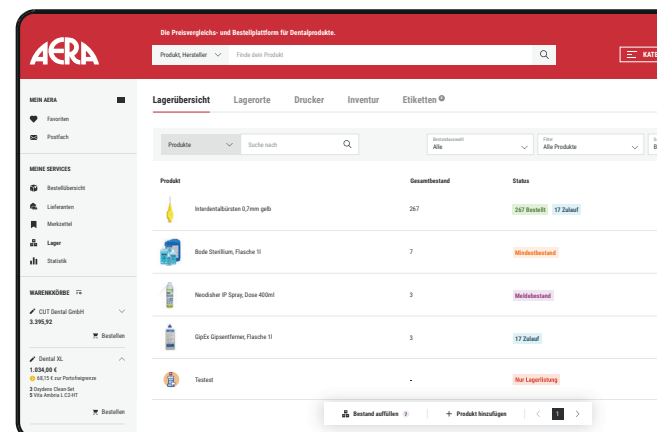 Die Preisvergleichs- und Bestellplattform für Dentalprodukte.
AERA
Produkt, Hersteller
Finde dein Produkt
KATE
MEIN AERA
Favoriten
Postfach
MEINE SERVICES
Bestellübersicht
Lieferanten
Merkzettel
Lager
Statistik
WARENKÖRBE
CUT Dental GmbH
3.395,92
Bestellen
Dental XL
1.034,00 €
68,15 € zur Portofreigrenze
3 Oxydens Clean-Set
5 Vita Ambria L C2-HT
Bestellen
Lagerübersicht Lagerorte Drucker Inventur Etiketten
Produkte
Suche nach
Bestandsauswahl
Alle
Filter
Alle Produkte
B
Produkt Gesamtbestand Status
Interdentalbürsten 0,7mm gelb 267 267 Bestellt 17 Zulauf
Bode Sterillium, Flasche 1l 7 Mindestbestand
Neodisher IP Spray, Dose 400ml 3 Meldebestand
GipEx Gipsentferner, Flasche 1l 3 17 Zulauf
Testest - Nur Lagerlistung
Bestand auffüllen ? + Produkt hinzufügen 1